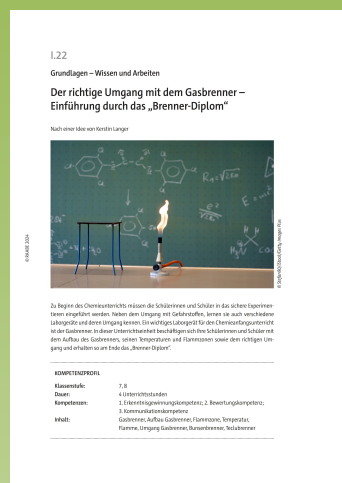 I.22
Grundlagen – Wissen und Arbeiten
Der richtige Umgang mit dem Gasbrenner –
Einführung durch das „Brenner-Diplom“
Nach einer Idee von Kerstin Langer
© RAABE 2024
Zu Beginn des Chemieunterrichts müssen die Schülerinnen und Schüler in das sichere Experimen-
tieren eingeführt werden. Neben dem Umgang mit Gefahrstoffen, lernen sie auch verschiedene
Laborgeräte und deren Umgang kennen. Ein wichtiges Laborgerät für den Chemieanfangsunterricht
ist der Gasbrenner. In dieser Unterrichtseinheit beschäftigen sich Ihre Schülerinnen und Schüler mit
dem Aufbau des Gasbrenners, seinen Temperatur und Flammzonen sowie dem richtigen Um-
gang und erhalten so am Ende das „Brenner Diplom“.
KOMPETENZPROFIL
Klassenstufe: 7, 8
Dauer: 4 Unterrichtsstunden
Kompetenzen: 1. Erkenntnisgewinnungskompetenz; 2. Bewertungskompetenz;
3. Kommunikationskompetenz
Inhalt: Gasbrenner, Aufbau Gasbrenner, Flammzone, Temperatur,
Flamme, Umgang Gasbrenner, Bunsenbrenner, Teclubrenner